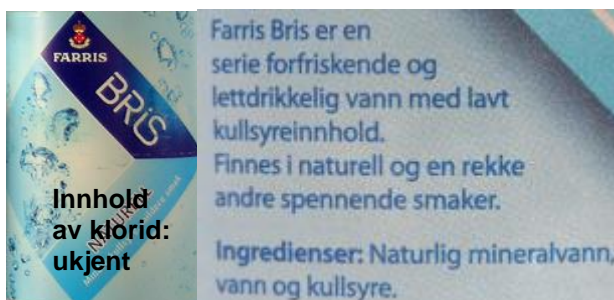 FARRIS
BRIS
NATURELL
Innhold
av klorid:
ukjent
Farris Bris er en
serie forfriskende og
lettdrikkelig vann med lavt
kullsyreinnhold.
Finnes i naturell og en rekke
andre spennende smaker.
Ingredienser: Naturlig mineralvann,
vann og kullsyre.